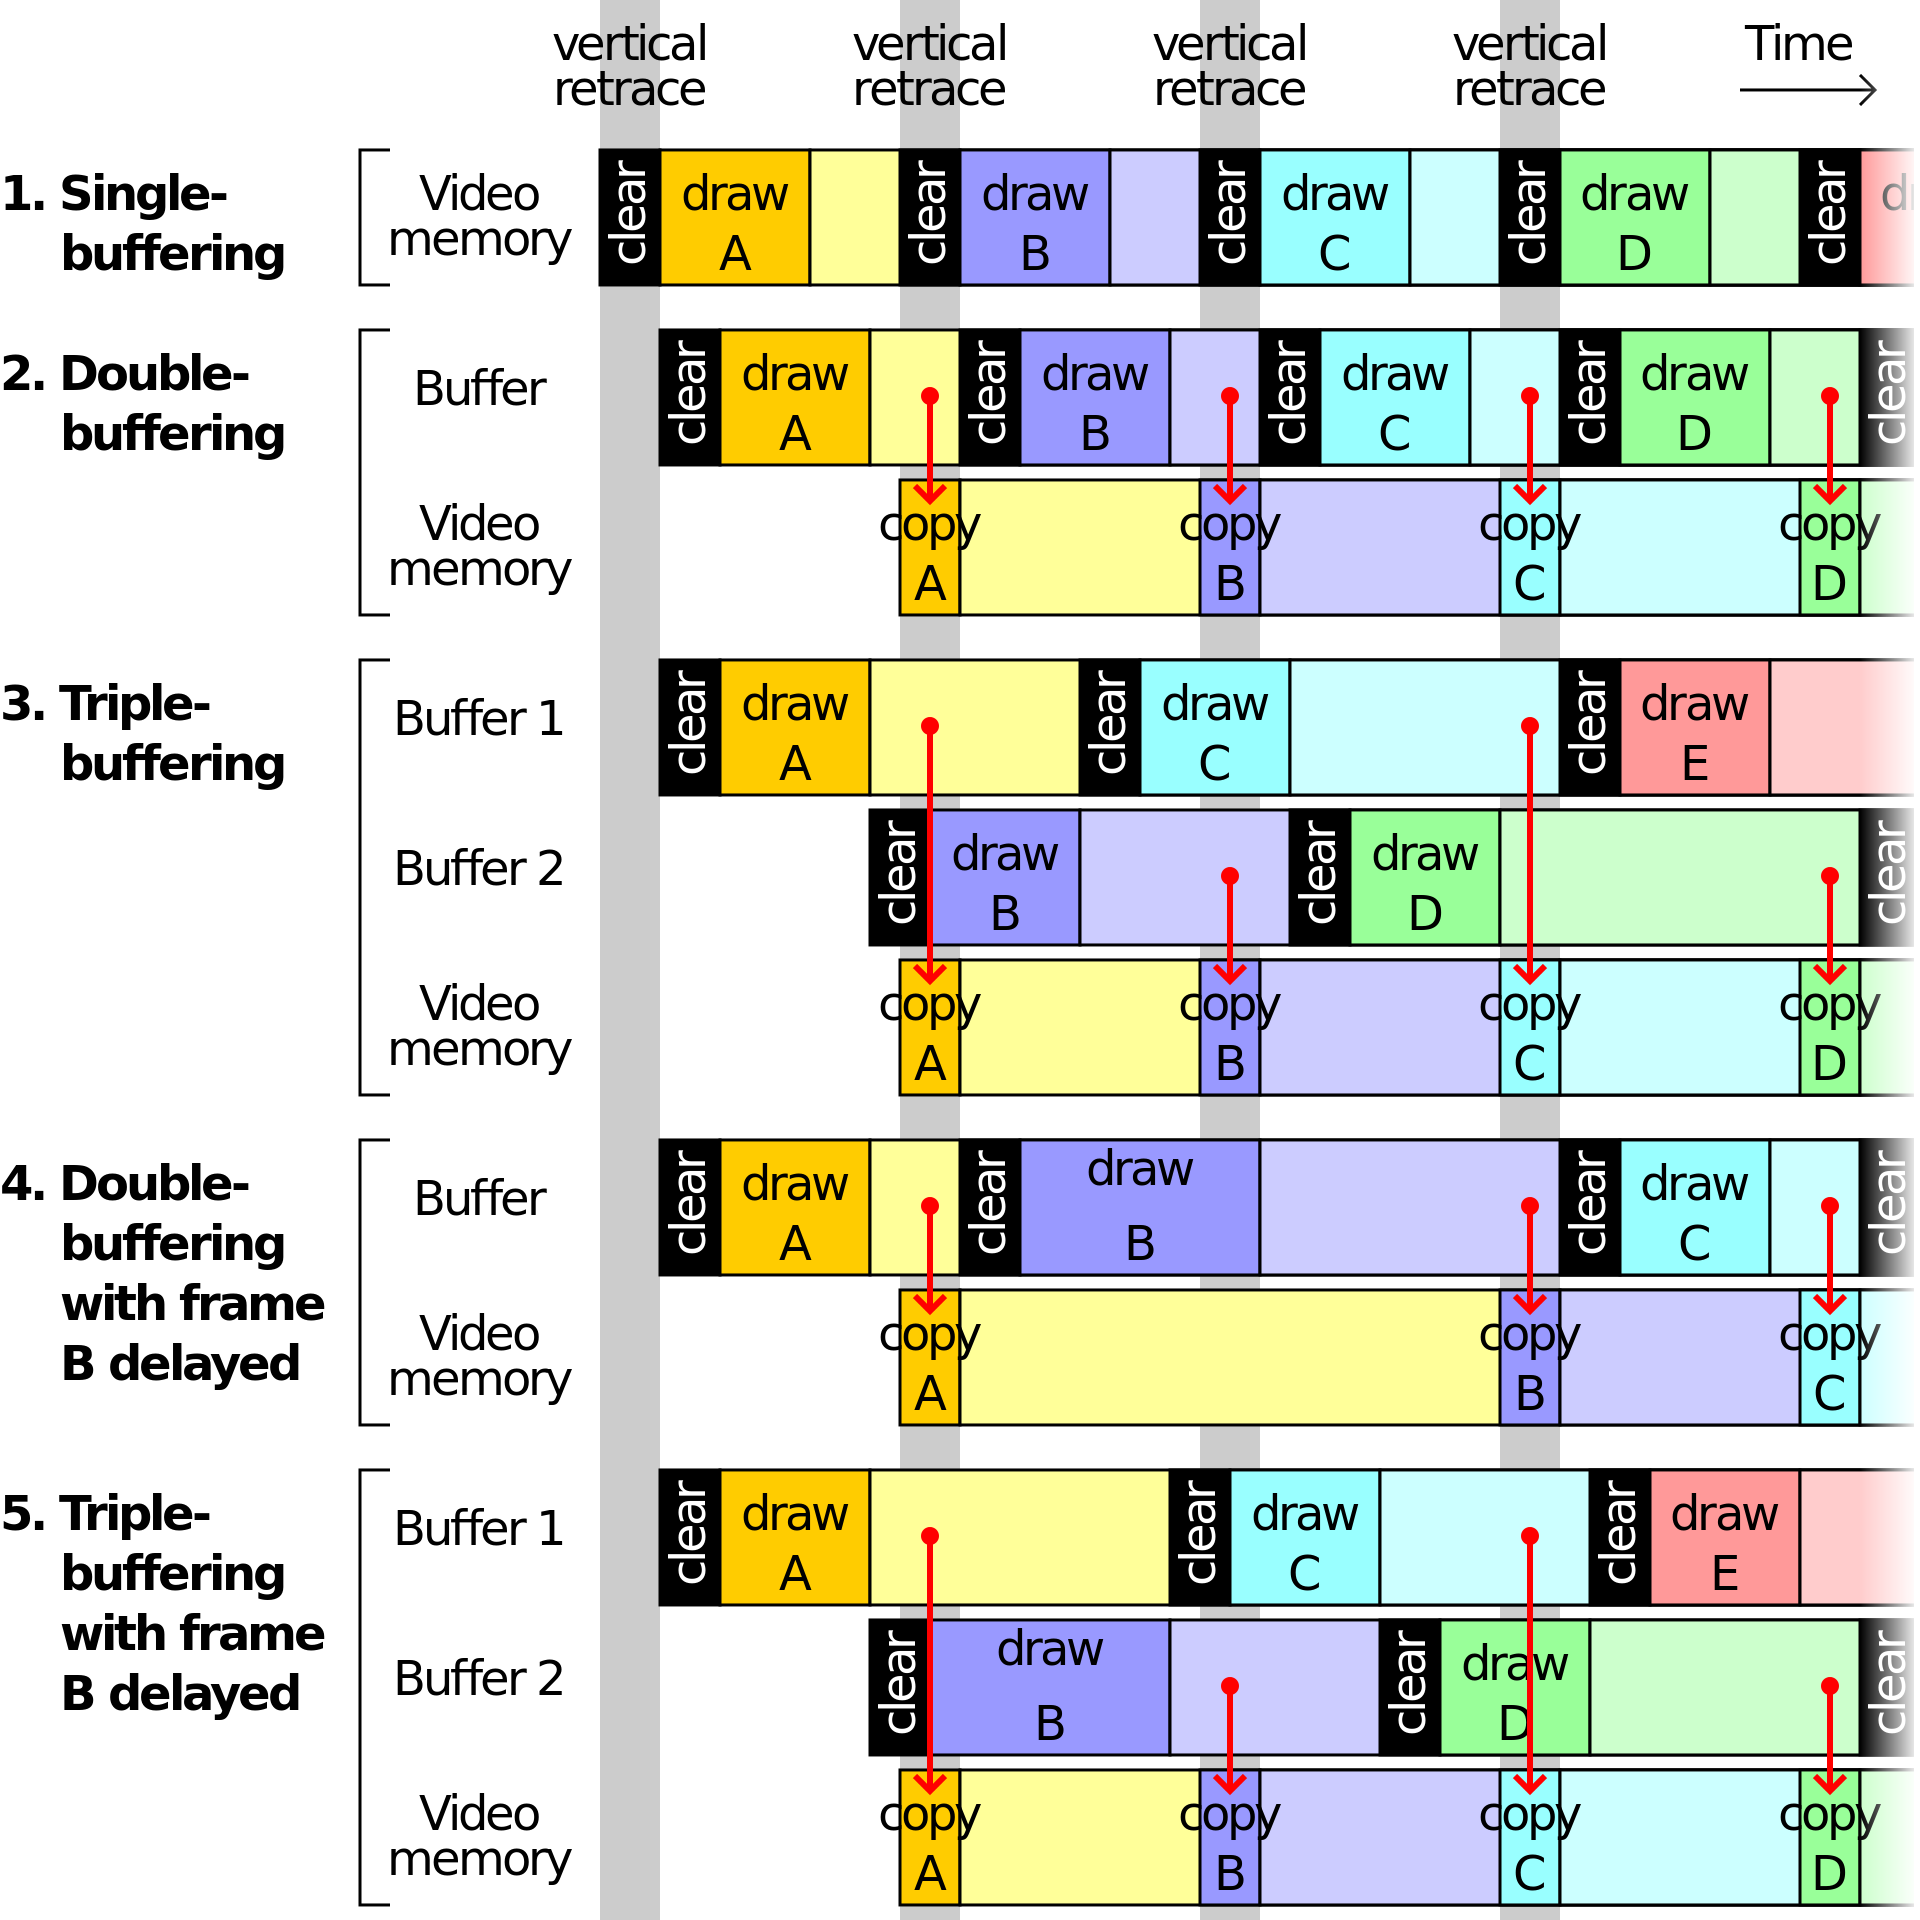 vertical retrace vertical retrace vertical retrace vertical retrace Time
1. Single-
buffering
Video
memory
clear draw A clear draw B clear draw C clear draw D clear
2. Double-
buffering
Buffer
clear draw A clear draw B clear draw C clear draw D clear
Video
memory
copy A copy B copy C copy D
3. Triple-
buffering
Buffer 1
clear draw A clear draw C clear draw E
Buffer 2
clear draw B clear draw D clear
Video
memory
copy A copy B copy C copy D
4. Double-
buffering
with frame
B delayed
Buffer
clear draw A clear draw B clear draw C clear
Video
memory
copy A copy B copy C
5. Triple-
buffering
with frame
B delayed
Buffer 1
clear draw A clear draw C clear draw E
Buffer 2
clear draw B clear draw D clear
Video
memory
copy A copy B copy C copy D